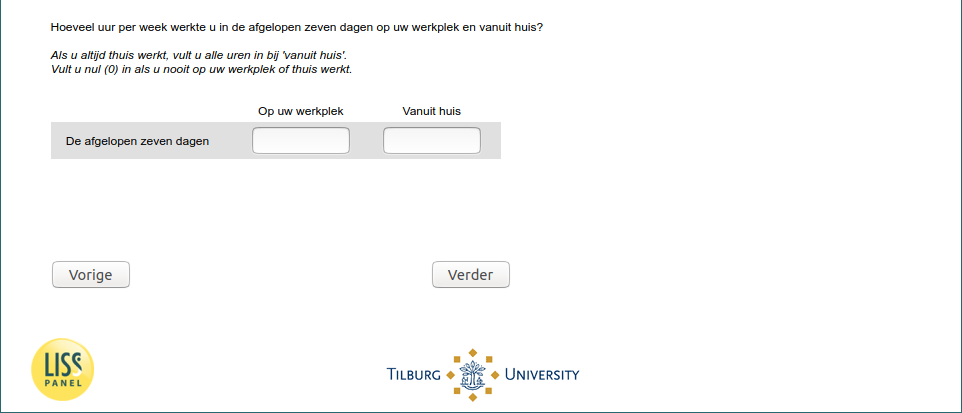 Hoeveel uur per week werkte u in de afgelopen zeven dagen op uw werkplek en vanuit huis?
Als u altijd thuis werkt, vult u alle uren in bij 'vanuit huis'.
Vult u nul (0) in als u nooit op uw werkplek of thuis werkt.
Op uw werkplek Vanuit huis
De afgelopen zeven dagen
Vorige Verder
LISS
PANEL
TILBURG UNIVERSITY